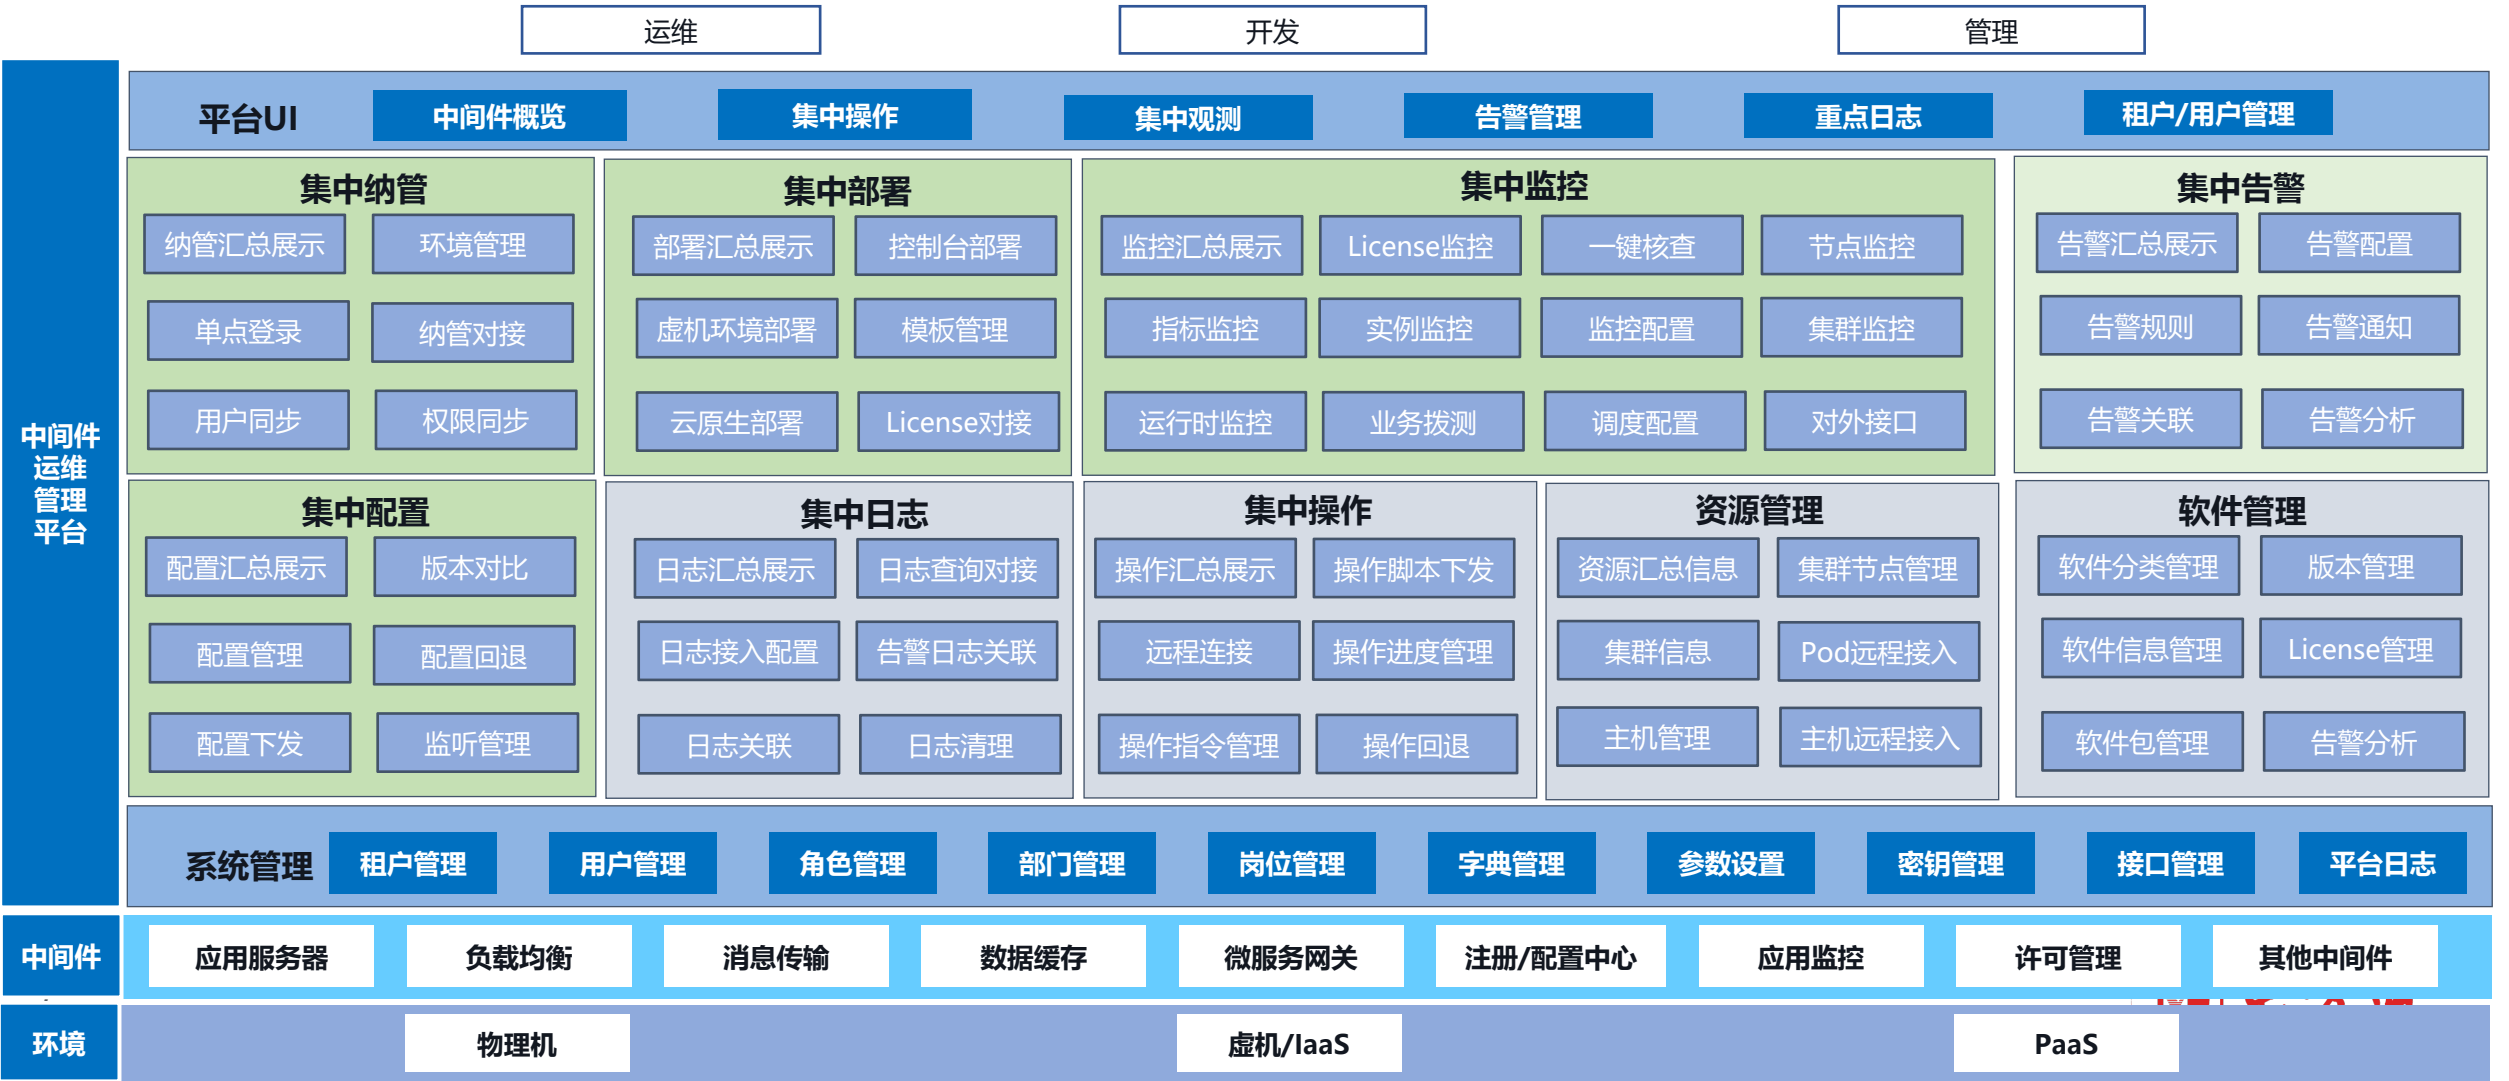 运维
开发
管理
中间件
运维
管理
平台
平台UI
中间件概览
集中操作
集中观测
告警管理
重点日志
租户/用户管理
集中纳管
纳管汇总展示
环境管理
单点登录
纳管对接
用户同步
权限同步
集中部署
部署汇总展示
控制台部署
虚机环境部署
模板管理
云原生部署
License对接
集中监控
监控汇总展示
License监控
一键核查
节点监控
指标监控
实例监控
监控配置
集群监控
运行时监控
业务拨测
调度配置
对外接口
集中告警
告警汇总展示
告警配置
告警规则
告警通知
告警关联
告警分析
集中配置
配置汇总展示
版本对比
配置管理
配置回退
配置下发
监听管理
集中日志
日志汇总展示
日志查询对接
日志接入配置
告警日志关联
日志关联
日志清理
集中操作
操作汇总展示
操作脚本下发
远程连接
操作进度管理
操作指令管理
操作回退
资源管理
资源汇总信息
集群节点管理
集群信息
Pod远程接入
主机管理
主机远程接入
软件管理
软件分类管理
版本管理
软件信息管理
License管理
软件包管理
告警分析
系统管理
租户管理
用户管理
角色管理
部门管理
岗位管理
字典管理
参数设置
密钥管理
接口管理
平台日志
中间件
应用服务器
负载均衡
消息传输
数据缓存
微服务网关
注册/配置中心
应用监控
许可管理
其他中间件
环境
物理机
虚机/IaaS
PaaS